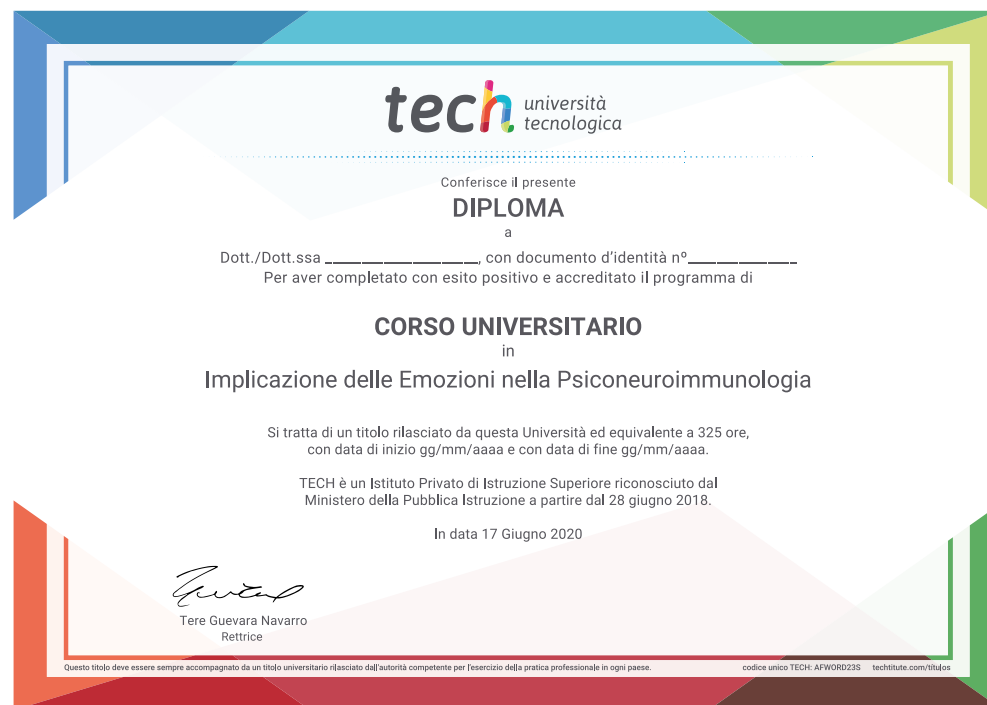 tech università
tecnologica
Conferisce il presente
DIPLOMA
a
Dott./Dott.ssa ___________________, con documento d'identità nº_____________
Per aver completato con esito positivo e accreditato il programma di
CORSO UNIVERSITARIO
in
Implicazione delle Emozioni nella Psiconeuroimmunologia
Si tratta di un titolo rilasciato da questa Università ed equivalente a 325 ore,
con data di inizio gg/mm/aaaa e con data di fine gg/mm/aaaa.
TECH è un Istituto Privato di Istruzione Superiore riconosciuto dal
Ministero della Pubblica Istruzione a partire dal 28 giugno 2018.
In data 17 Giugno 2020
Tere Guevara Navarro
Rettrice
Questo titolo deve essere sempre accompagnato da un titolo universitario rilasciato dall'autorità competente per l'esercizio della pratica professionale in ogni paese.
codice unico TECH: AFWORD23S techtitute.com/títulos